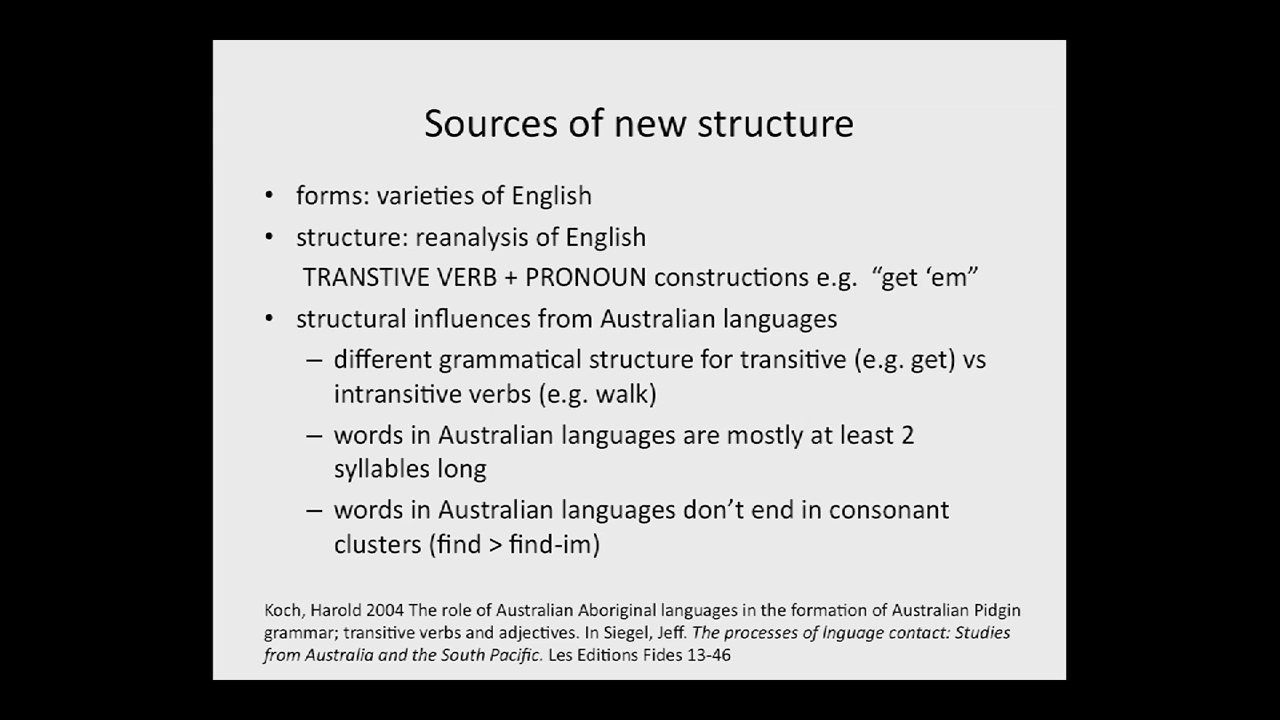 Sources of new structure
• forms: varieties of English
• structure: reanalysis of English
TRANSTIVE VERB + PRONOUN constructions e.g. “get ‘em”
• structural influences from Australian languages
– different grammatical structure for transitive (e.g. get) vs
intransitive verbs (e.g. walk)
– words in Australian languages are mostly at least 2
syllables long
– words in Australian languages don’t end in consonant
clusters (find > find-im)
Koch, Harold 2004 The role of Australian Aboriginal languages in the formation of Australian Pidgin
grammar; transitive verbs and adjectives. In Siegel, Jeff. The processes of lnguage contact: Studies
from Australia and the South Pacific. Les Editions Fides 13-46